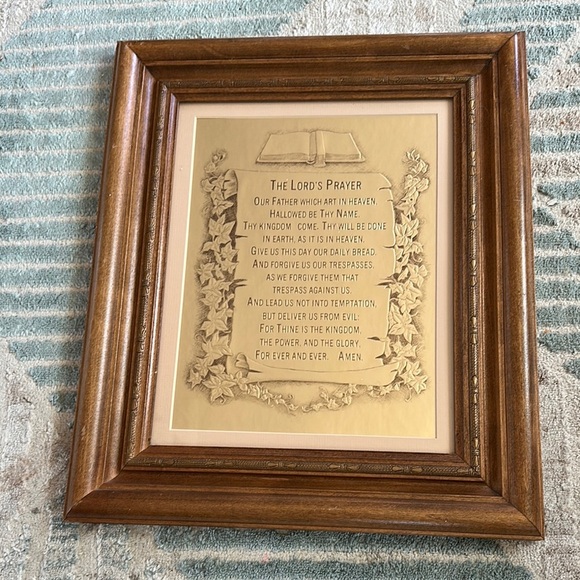 The Lord's Prayer
Our Father which art in heaven,
Hallowed be Thy Name.
Thy kingdom come. Thy will be done
in earth, as it is in heaven.
Give us this day our daily bread.
And forgive us our trespasses,
as we forgive them that
trespass against us.
And lead us not into temptation,
but deliver us from evil:
For Thine is the kingdom,
the power, and the glory,
for ever and ever. Amen.